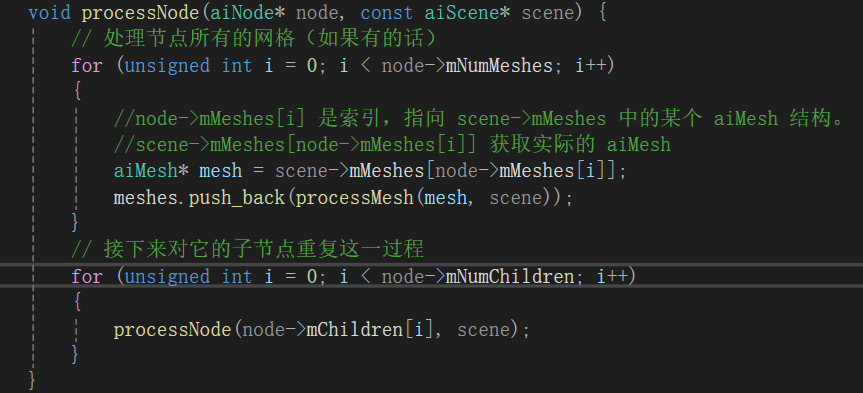 void processNode(aiNode* node, const aiScene* scene) {
// 处理节点所有的网格（如果有的话）
for (unsigned int i = 0; i < node->mNumMeshes; i++)
{
//node->mMeshes[i] 是索引，指向 scene->mMeshes 中的某个 aiMesh 结构。
//scene->mMeshes[node->mMeshes[i]] 获取实际的 aiMesh
aiMesh* mesh = scene->mMeshes[node->mMeshes[i]];
meshes.push_back(processMesh(mesh, scene));
}
// 接下来对它的子节点重复这一过程
for (unsigned int i = 0; i < node->mNumChildren; i++)
{
processNode(node->mChildren[i], scene);
}
}